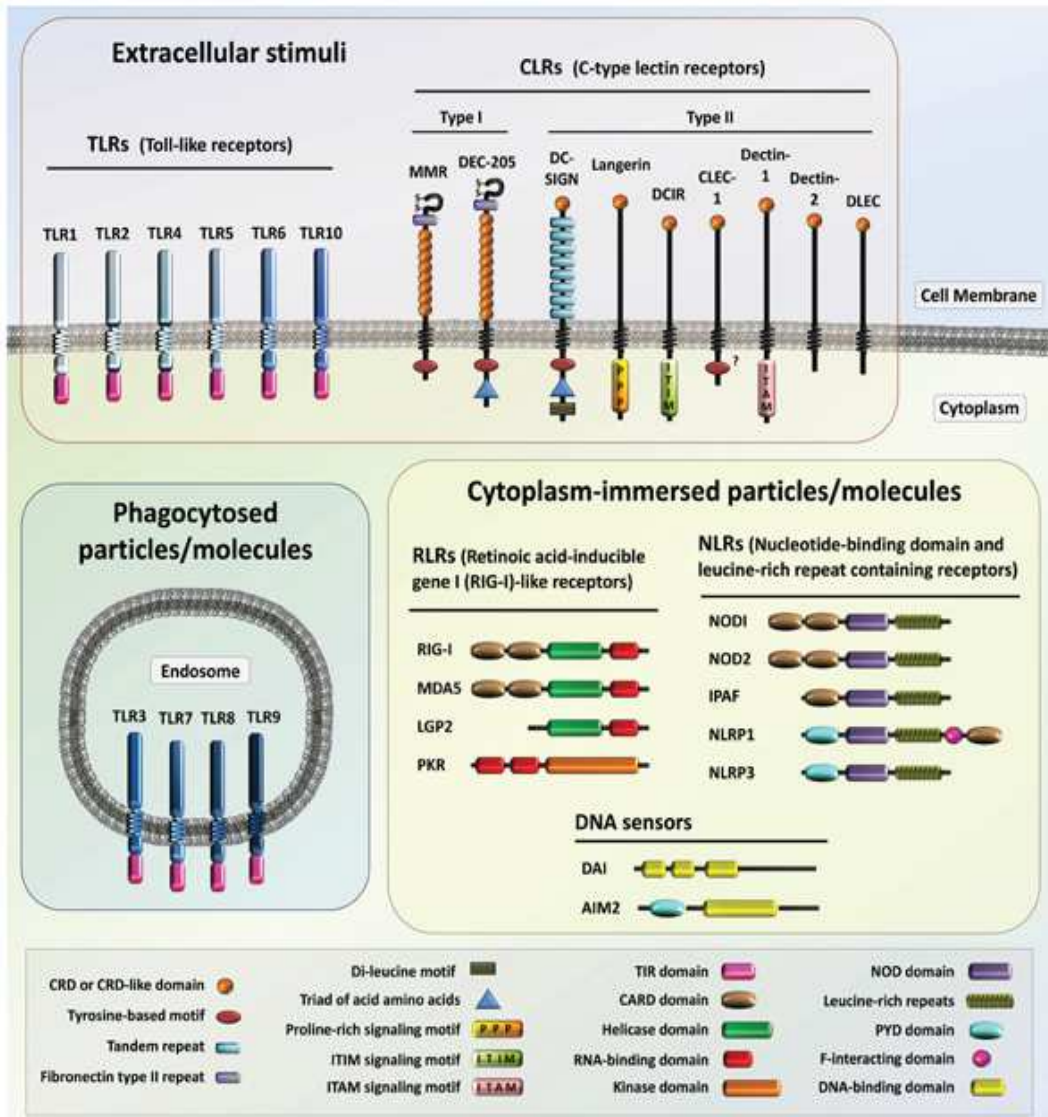 Extracellular stimuli
CLRs (C-type lectin receptors)
Type I
Type II
TLRs (Toll-like receptors)
MMR
DEC-205
DC-
SIGN
Langerin
DCIR
CLEC-
1
Dectin-
1
Dectin-
2
DLEC
TLR1
TLR2
TLR4
TLR5
TLR6
TLR10
Cell Membrane
P P P
I T I M
?
I T A M
Cytoplasm
Phagocytosed
particles/molecules
Endosome
TLR3
TLR7
TLR8
TLR9
Cytoplasm-immersed particles/molecules
RLRs (Retinoic acid-inducible
gene I (RIG-I)-like receptors)
RIG-I
MDA5
LGP2
PKR
NLRs (Nucleotide-binding domain and
leucine-rich repeat containing receptors)
NODI
NOD2
IPAF
NLRP1
NLRP3
DNA sensors
DAI
AIM2
CRD or CRD-like domain
Tyrosine-based motif
Tandem repeat
Fibronectin type II repeat
Di-leucine motif
Triad of acid amino acids
Proline-rich signaling motif P P P
ITIM signaling motif I T I M
ITAM signaling motif I T A M
TIR domain
CARD domain
Helicase domain
RNA-binding domain
Kinase domain
NOD domain
Leucine-rich repeats
PYD domain
F-interacting domain
DNA-binding domain